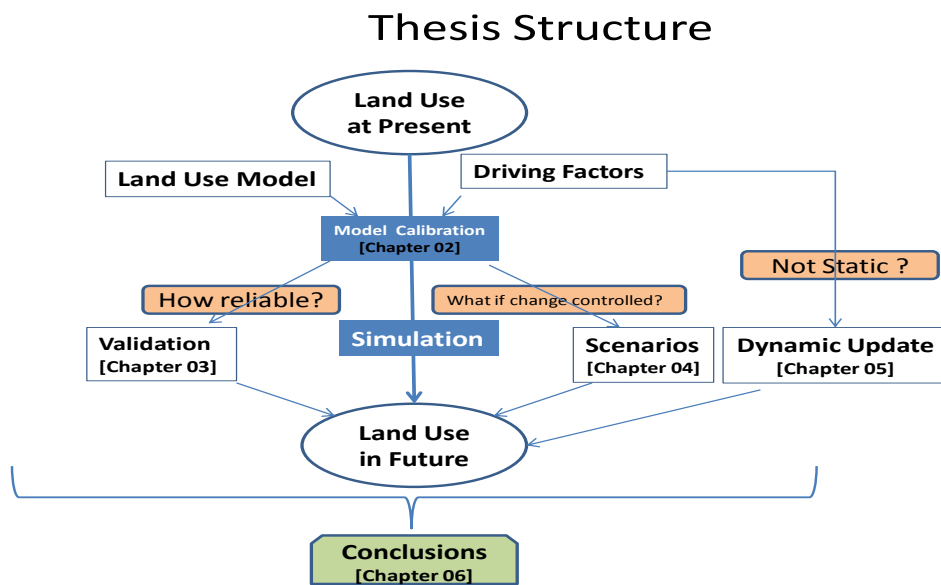 Thesis Structure
Land Use
at Present
Land Use Model
Driving Factors
Model Calibration
[Chapter 02]
Not Static ?
How reliable?
What if change controlled?
Simulation
Validation
[Chapter 03]
Scenarios
[Chapter 04]
Dynamic Update
[Chapter 05]
Land Use
in Future
Conclusions
[Chapter 06]